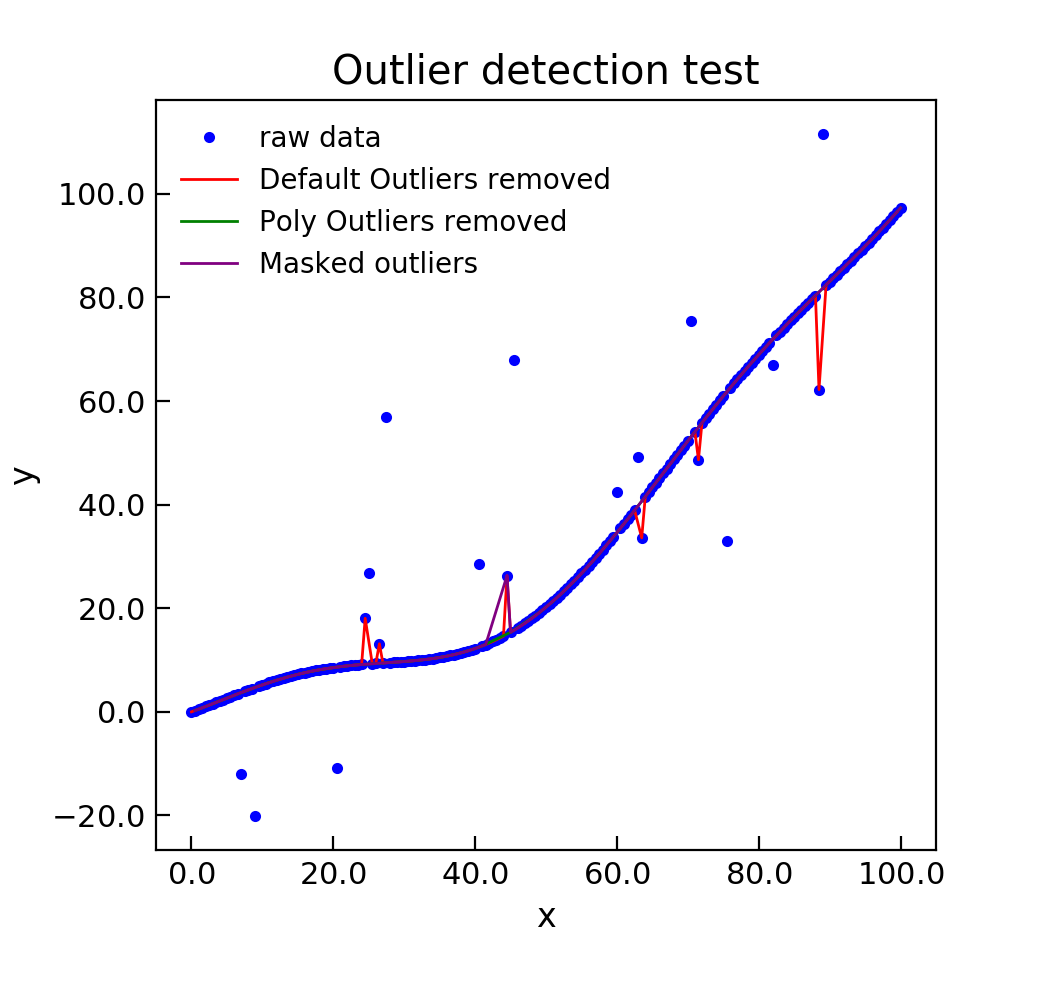 Outlier detection test
raw data
Default Outliers removed
Poly Outliers removed
Masked outliers
100.0
80.0
60.0
40.0
20.0
0.0
−20.0
y
0.0 20.0 40.0 60.0 80.0 100.0
x